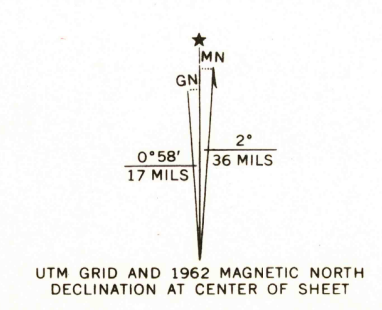 MN
GN
0°58'
17 MILS
2°
36 MILS
UTM GRID AND 1962 MAGNETIC NORTH
DECLINATION AT CENTER OF SHEET